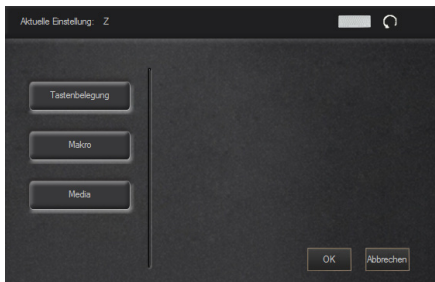 Aktuelle Einstellung: Z
Tastenbelegung
Makro
Media
OK
Abbrechen